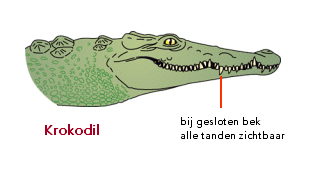 bij gesloten bek
alle tanden zichtbaar
Krokodil